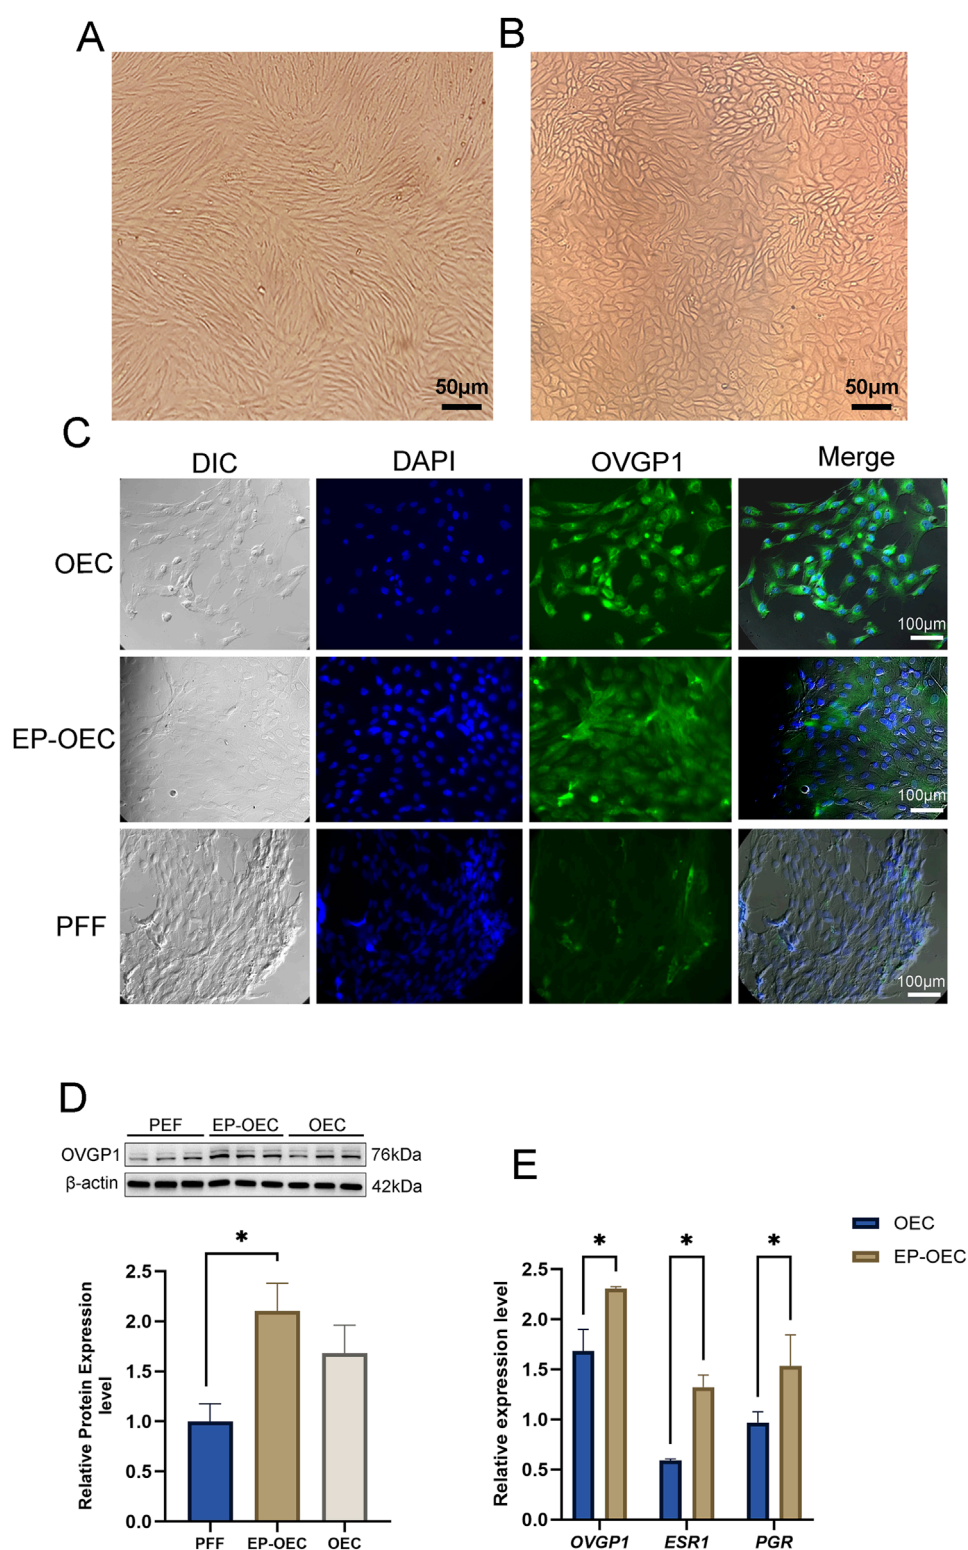 A
B
50µm
50µm
C
DIC
DAPI
OVGP1
Merge
OEC
100µm
EP-OEC
100µm
PFF
100µm
D
PEF
EP-OEC
OEC
OVGP1
76kDa
β-actin
42kDa
*
Relative Protein Expression
level
2.5
2.0
1.5
1.0
0.5
0.0
PFF
EP-OEC
OEC
E
OEC
EP-OEC
*
*
*
Relative expression level
2.5
2.0
1.5
1.0
0.5
0.0
OVGP1
ESR1
PGR